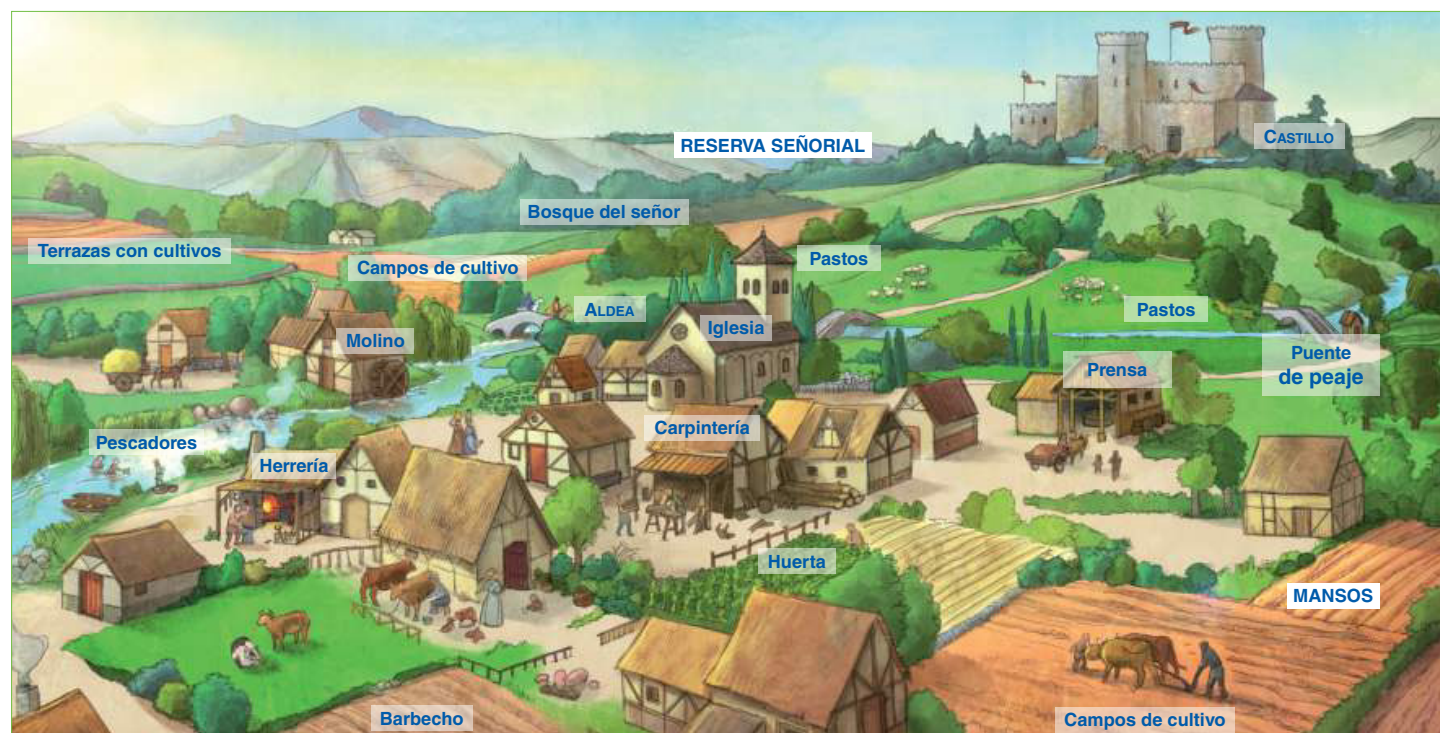 RESERVA SEÑORIAL
CASTILLO
Bosque del señor
Terrazas con cultivos
Campos de cultivo
Pastos
ALDEA
Iglesia
Pastos
Molino
Puente
de peaje
Prensa
Carpintería
Pescadores
Herrería
Huerta
MANSOS
Barbecho
Campos de cultivo